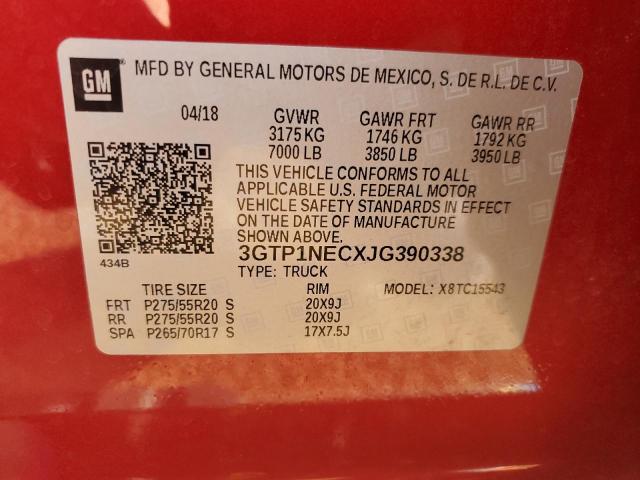 GM MFD BY GENERAL MOTORS DE MEXICO, S. DE R.L. DE C.V.
04/18 GVWR GAWR FRT GAWR RR
3175 KG 1746 KG 1792 KG
7000 LB 3850 LB 3950 LB
THIS VEHICLE CONFORMS TO ALL
APPLICABLE U.S. FEDERAL MOTOR
VEHICLE SAFETY STANDARDS IN EFFECT
ON THE DATE OF MANUFACTURE
SHOWN ABOVE.
3GTP1NECXJG390338
434B TYPE: TRUCK
TIRE SIZE RIM MODEL: X8TC15543
FRT P275/55R20 S 20X9J
RR P275/55R20 S 20X9J
SPA P265/70R17 S 17X7.5J